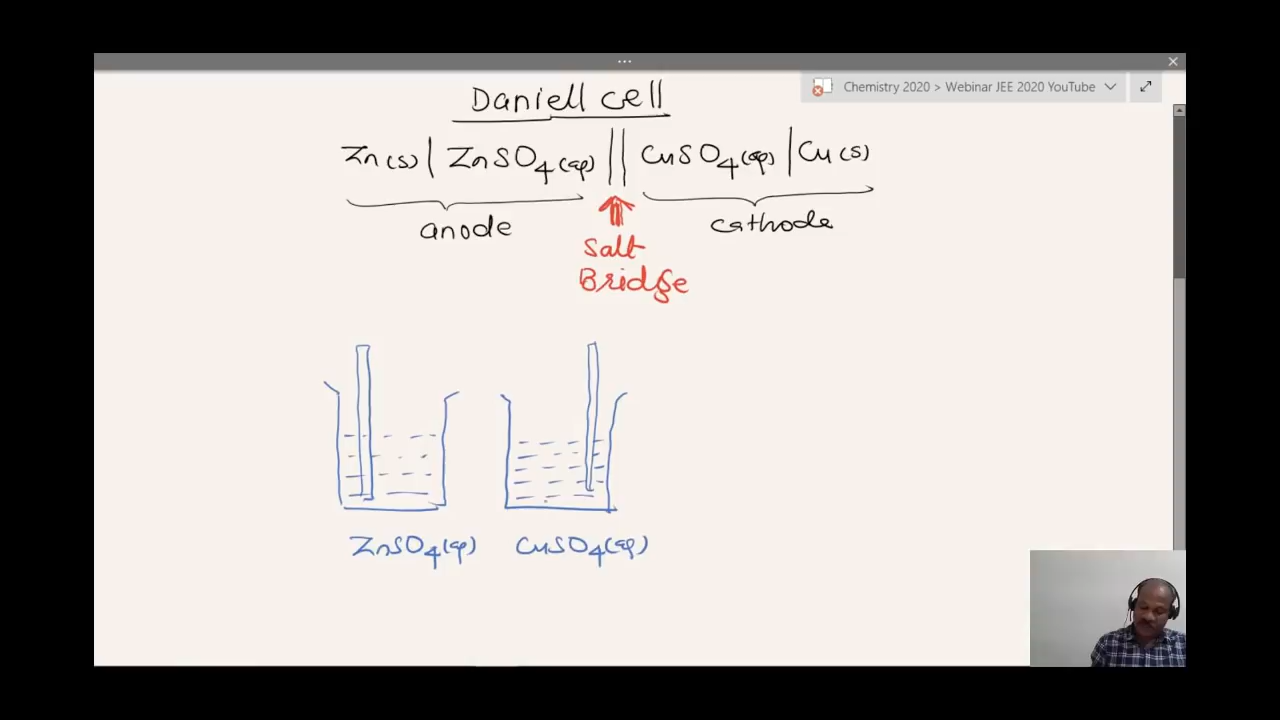 Chemistry 2020 > Webinar JEE 2020 YouTube
Daniell cell
Zn(s) | ZnSO4(aq) || CuSO4(aq) | Cu(s)
anode
cathode
Salt
Bridge
ZnSO4(aq) CuSO4(aq)